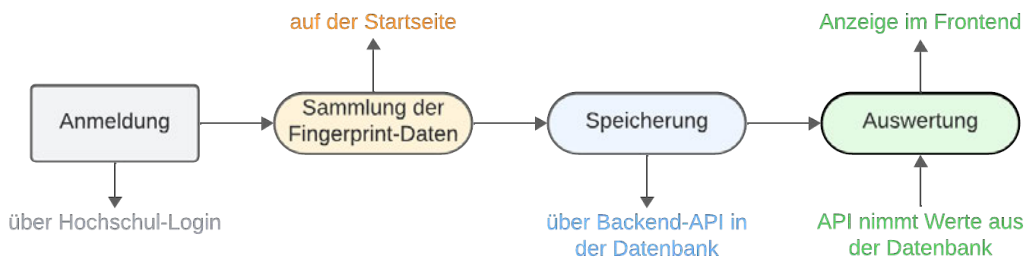 auf der Startseite
Anzeige im Frontend
Anmeldung
Sammlung der
Fingerprint-Daten
Speicherung
Auswertung
über Hochschul-Login
über Backend-API in
der Datenbank
API nimmt Werte aus
der Datenbank